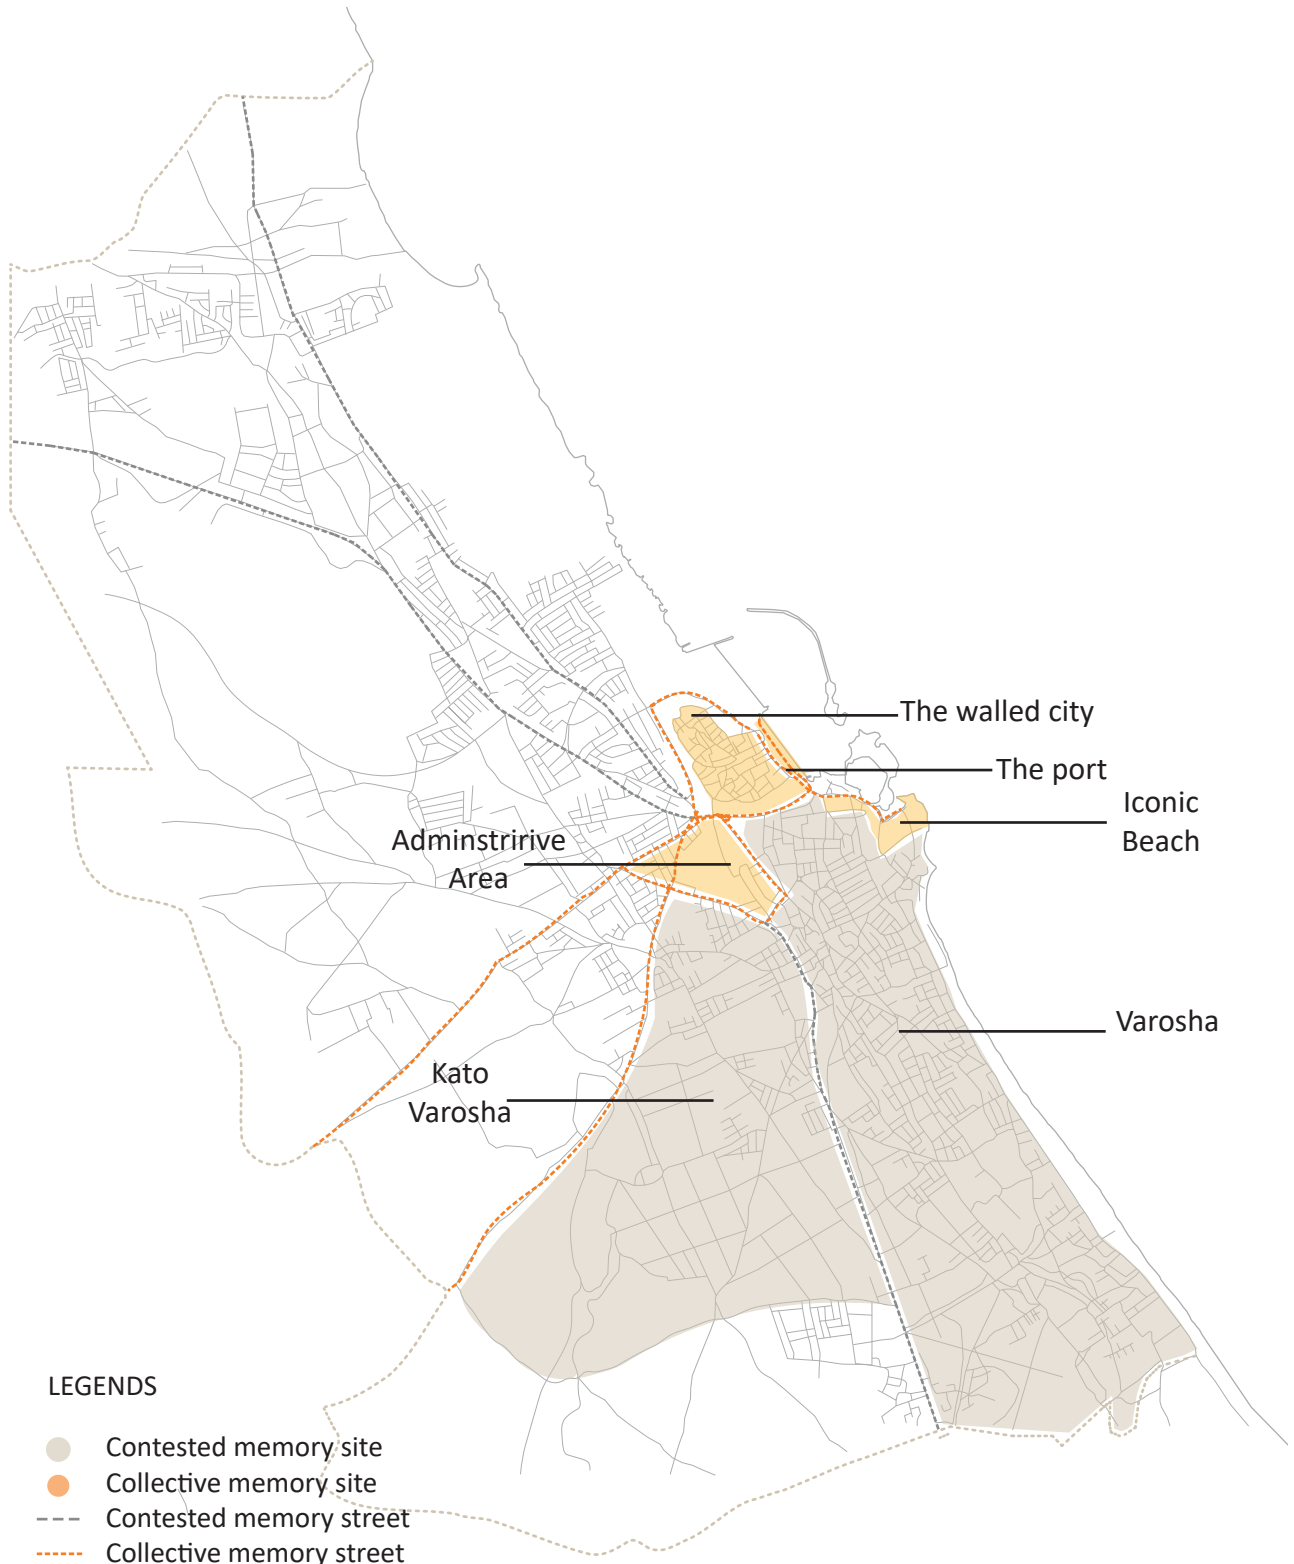 The walled city
The port
Iconic
Beach
Adminstririve
Area
Varosha
Kato
Varosha
LEGENDS
Contested memory site
Collective memory site
Contested memory street
Collective memory street